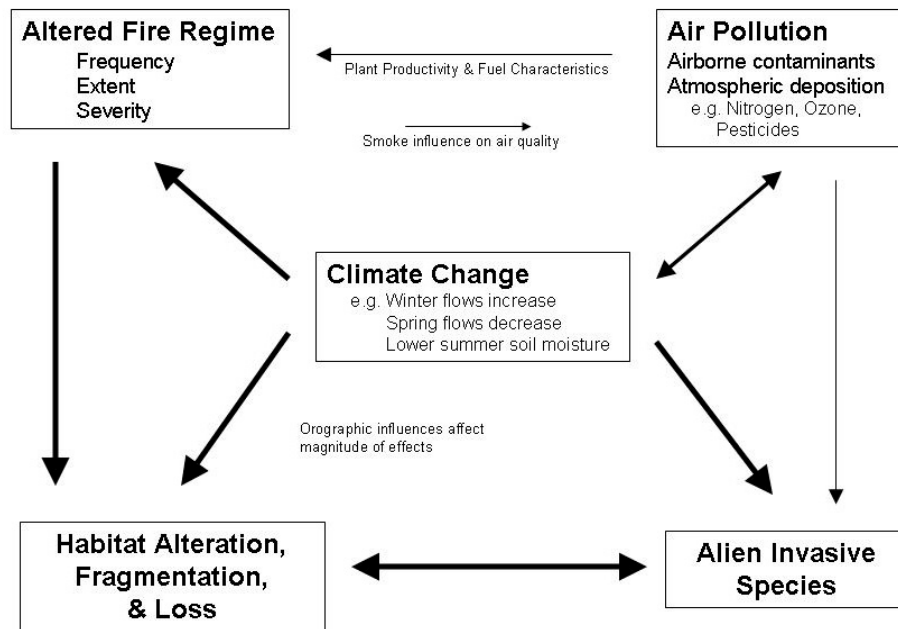 Altered Fire Regime
Frequency
Extent
Severity
Plant Productivity & Fuel Characteristics
Smoke influence on air quality
Air Pollution
Airborne contaminants
Atmospheric deposition
e.g. Nitrogen, Ozone,
Pesticides
Climate Change
e.g. Winter flows increase
Spring flows decrease
Lower summer soil moisture
Orographic influences affect
magnitude of effects
Habitat Alteration,
Fragmentation,
& Loss
Alien Invasive
Species